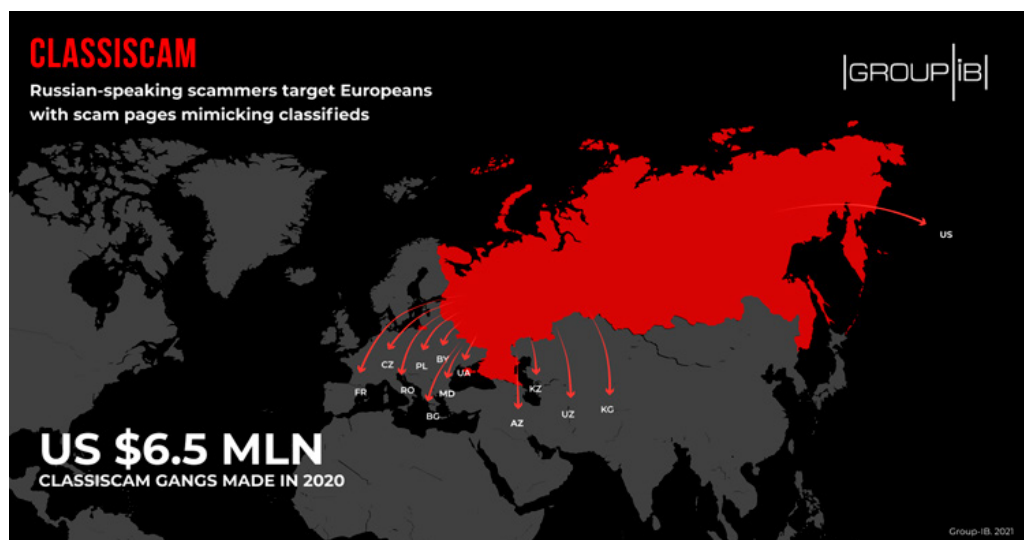 CLASSISCAM
Russian-speaking scammers target Europeans
with scam pages mimicking classifieds
GROUP|iB
US
CZ
PL
BY
UA
FR
RO
MD
BG
KZ
AZ
UZ
KG
US $6.5 MLN
CLASSISCAM GANGS MADE IN 2020
Group-IB. 2021